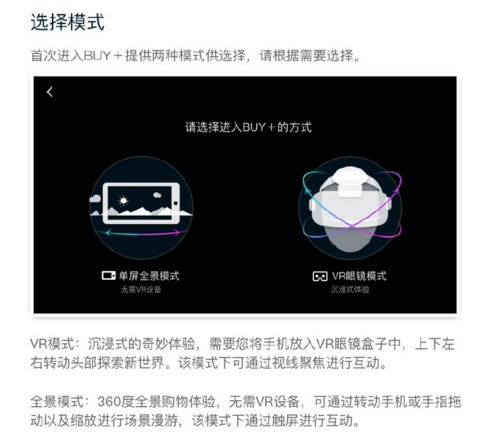 选择模式
首次进入BUY＋提供两种模式供选择，请根据需要选择。
请选择进入BUY＋的方式
单屏全景模式
无需VR设备
VR眼镜模式
沉浸式体验
VR模式：沉浸式的奇妙体验，需要您将手机放入VR眼镜盒子中，上下左
右转动头部探索新世界。该模式下可通过视线聚焦进行互动。
全景模式：360度全景购物体验，无需VR设备，可通过转动手机或手指拖
动以及缩放进行场景漫游，该模式下通过触屏进行互动。